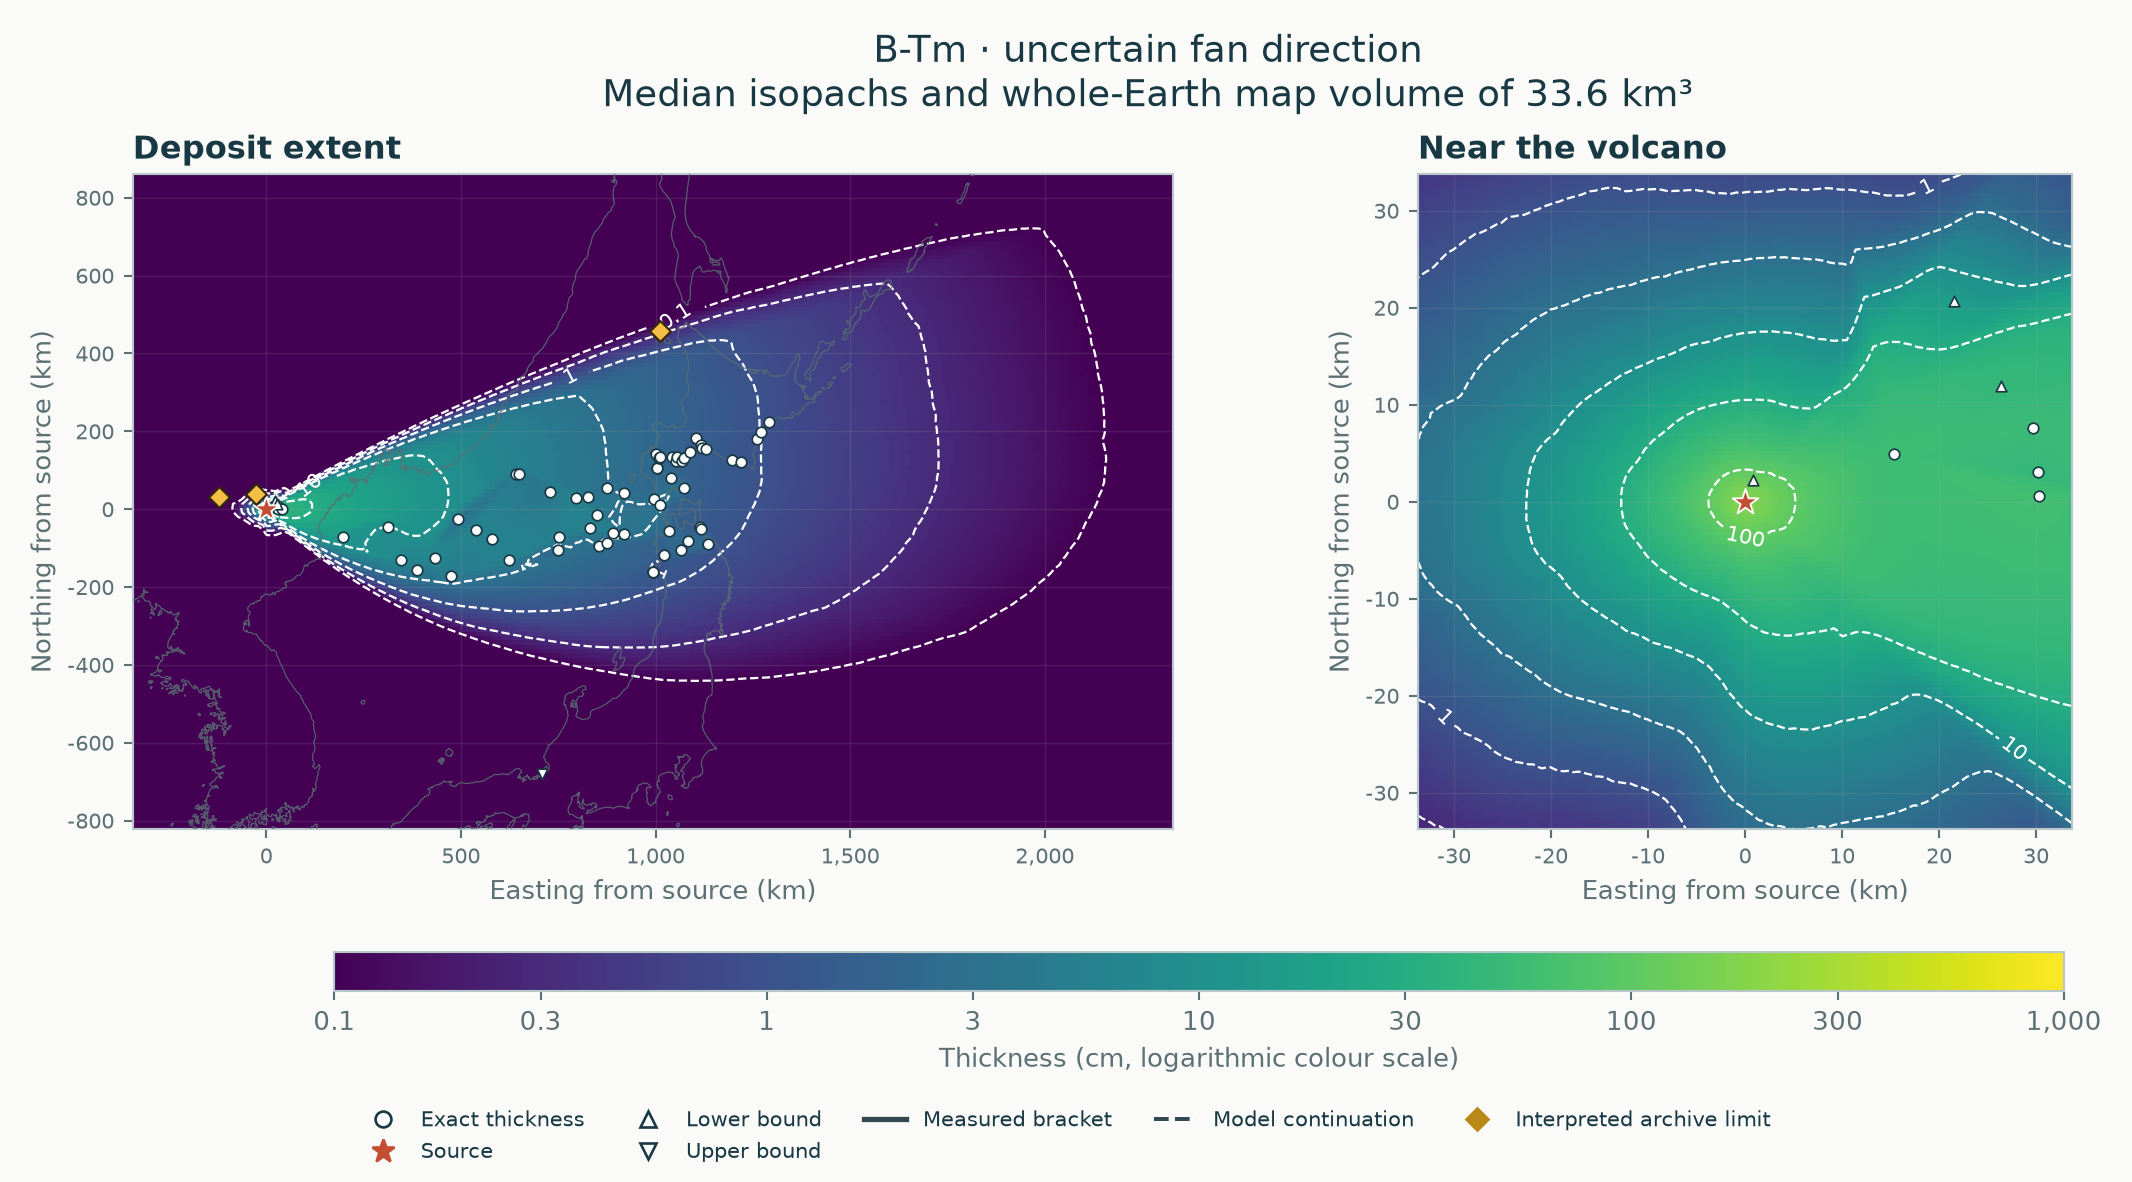 B-Tm · uncertain fan direction
Median isopachs and whole-Earth map volume of 33.6 km³
Deposit extent
Near the volcano
800
600
400
200
0
-200
-400
-600
-800
Northing from source (km)
0.1
1
10
0
500
1,000
1,500
2,000
Easting from source (km)
30
20
10
0
-10
-20
-30
Northing from source (km)
1
100
1
10
-30
-20
-10
0
10
20
30
Easting from source (km)
0.1
0.3
1
3
10
30
100
300
1,000
Thickness (cm, logarithmic colour scale)
Exact thickness
Lower bound
Measured bracket
Model continuation
Interpreted archive limit
Source
Upper bound